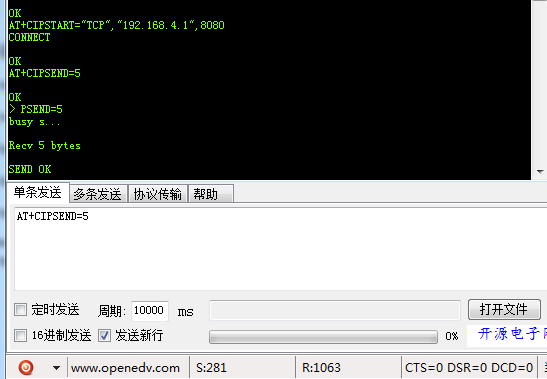 OK
AT+CIPSTART="TCP","192.168.4.1",8080
CONNECT
OK
AT+CIPSEND=5
OK
> PSEND=5
busy s...
Recv 5 bytes
SEND OK
单条发送 多条发送 协议传输 帮助
AT+CIPSEND=5
定时发送 周期: 10000 ms 打开文件
16进制发送 发送新行 0% 开源电子
www.openedv.com S:281 R:1063 CTS=0 DSR=0 DCD=0